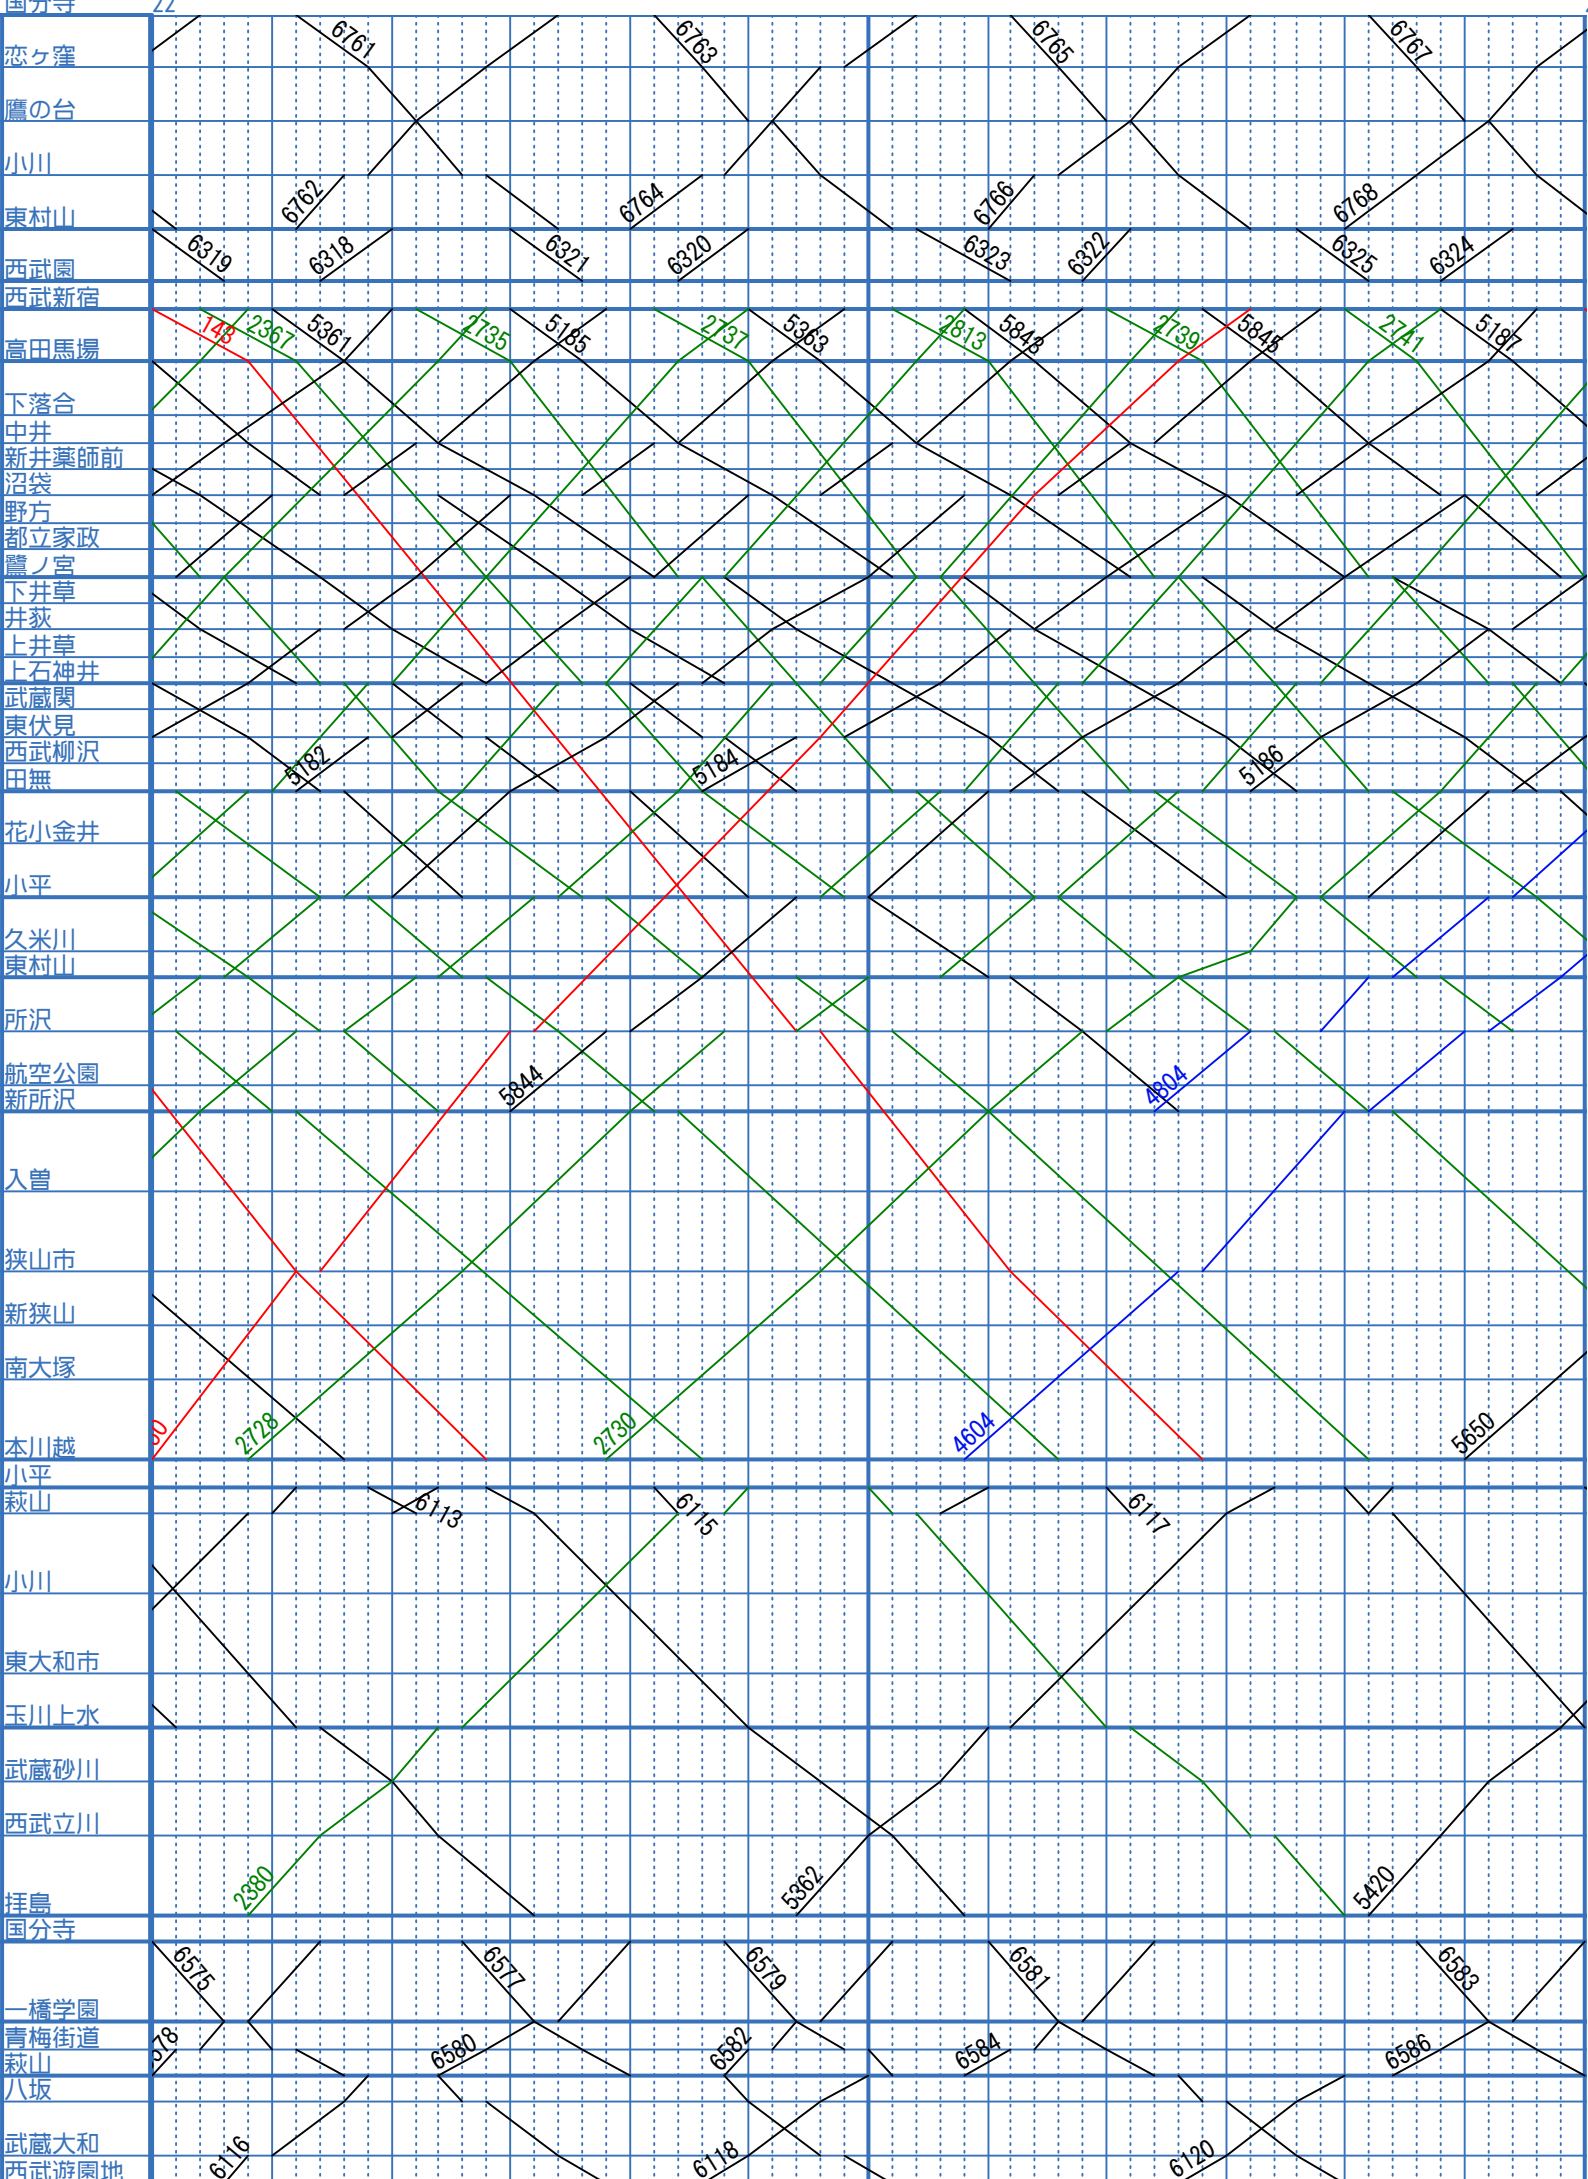 国分寺 22
6761 6763 6765 6767
恋ヶ窪
鷹の台
小川
6762 6764 6766 6768
東村山
6319 6318 6321 6320 6323 6322 6325 6324
西武園
西武新宿
143 2367 5361 2735 5185 2737 5363 2813 5843 2739 5845 2741 5187
高田馬場
下落合
中井
新井薬師前
沼袋
野方
都立家政
鷺ノ宮
下井草
井荻
上井草
上石神井
武蔵関
東伏見
西武柳沢
5182 5184 5186
田無
花小金井
小平
久米川
東村山
所沢
航空公園
5844 4804
新所沢
入曽
狭山市
新狭山
南大塚
2728 2730 4604 5650
本川越
小平
萩山
6113 6115 6117
小川
東大和市
玉川上水
武蔵砂川
西武立川
2380 5362 5420
拝島
国分寺
6575 6577 6579 6581 6583
一橋学園
青梅街道
578 6580 6582 6584 6586
萩山
八坂
武蔵大和
6116 6118 6120
西武遊園地